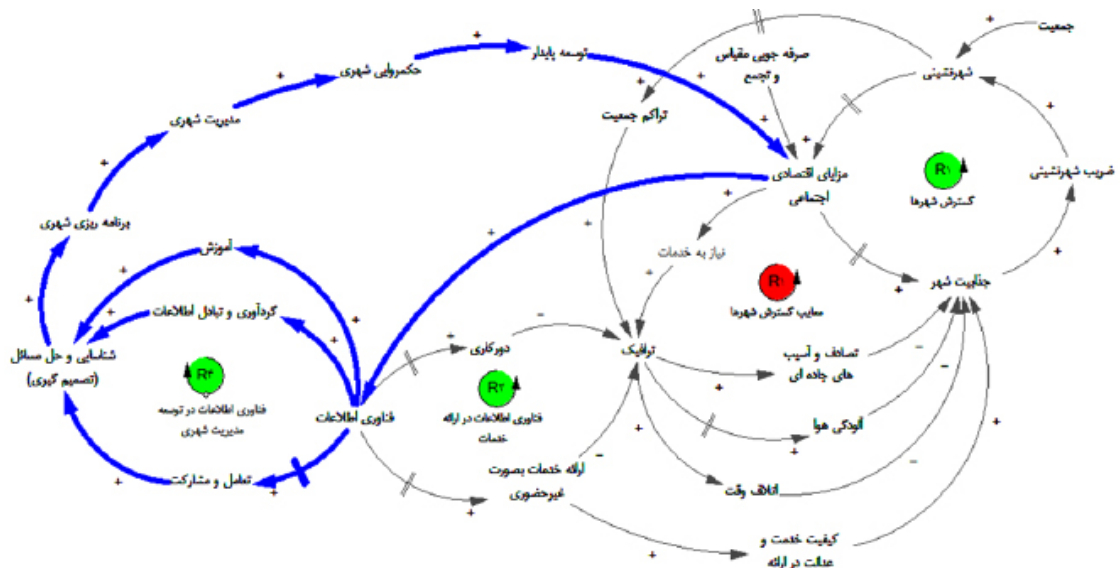 جمعیت
شهرنشینی
صرفه جویی مقیاس
و تجمع
توسعه پایدار
حکمروایی شهری
مدیریت شهری
تراکم جمعیت
ضریب شهرنشینی
مزایای اقتصادی
اجتماعی
R۱
گسترش شهرها
برنامه ریزی شهری
آموزش
نیاز به خدمات
معایب گسترش شهرها
جذابیت شهر
گردآوری و تبادل اطلاعات
شناسایی و حل مسائل
(تصمیم گیری)
R۴
فناوری اطلاعات در توسعه
مدیریت شهری
دورکاری
ترافیک
تصادف و آسیب
های جاده ای
فناوری اطلاعات
R۳
فناوری اطلاعات در ارائه
خدمات
آلودگی هوا
تعامل و مشارکت
ارائه خدمات بصورت
غیرحضوری
اتلاف وقت
کیفیت خدمت و
عدالت در ارائه